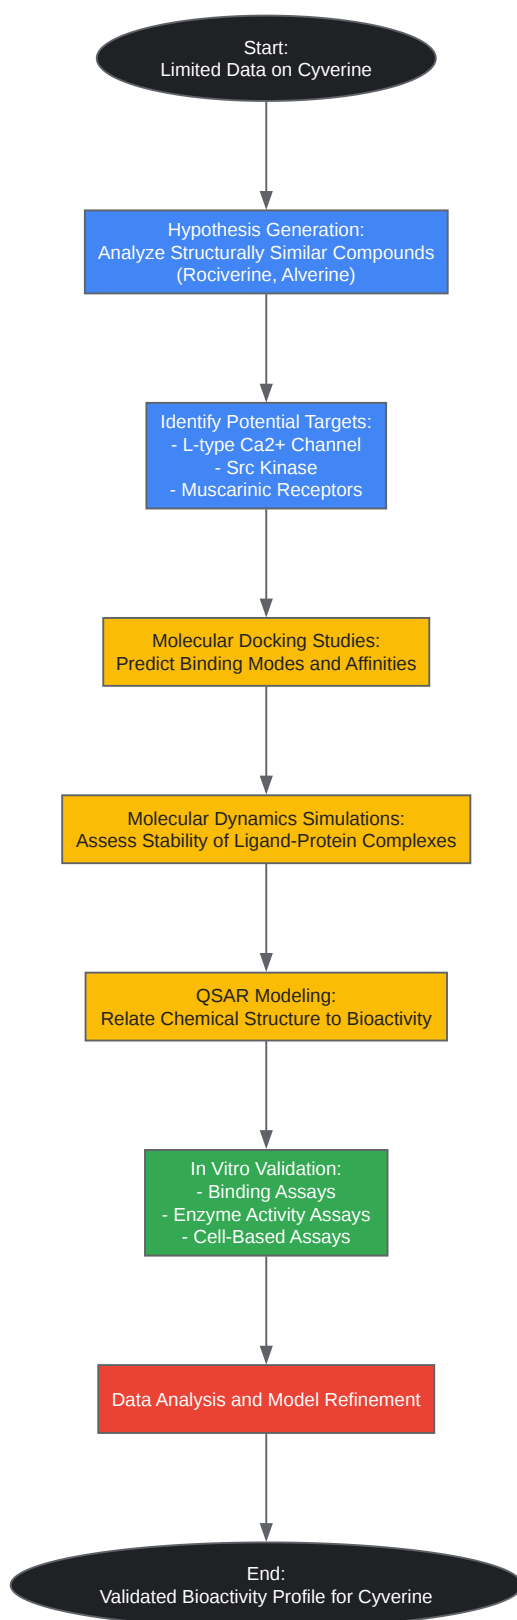 Start:
Limited Data on Cyverine
Hypothesis Generation:
Analyze Structurally Similar Compounds
(Rociverine, Alverine)
Identify Potential Targets:
- L-type Ca2+ Channel
- Src Kinase
- Muscarinic Receptors
Molecular Docking Studies:
Predict Binding Modes and Affinities
Molecular Dynamics Simulations:
Assess Stability of Ligand-Protein Complexes
QSAR Modeling:
Relate Chemical Structure to Bioactivity
In Vitro Validation:
- Binding Assays
- Enzyme Activity Assays
- Cell-Based Assays
Data Analysis and Model Refinement
End:
Validated Bioactivity Profile for Cyverine